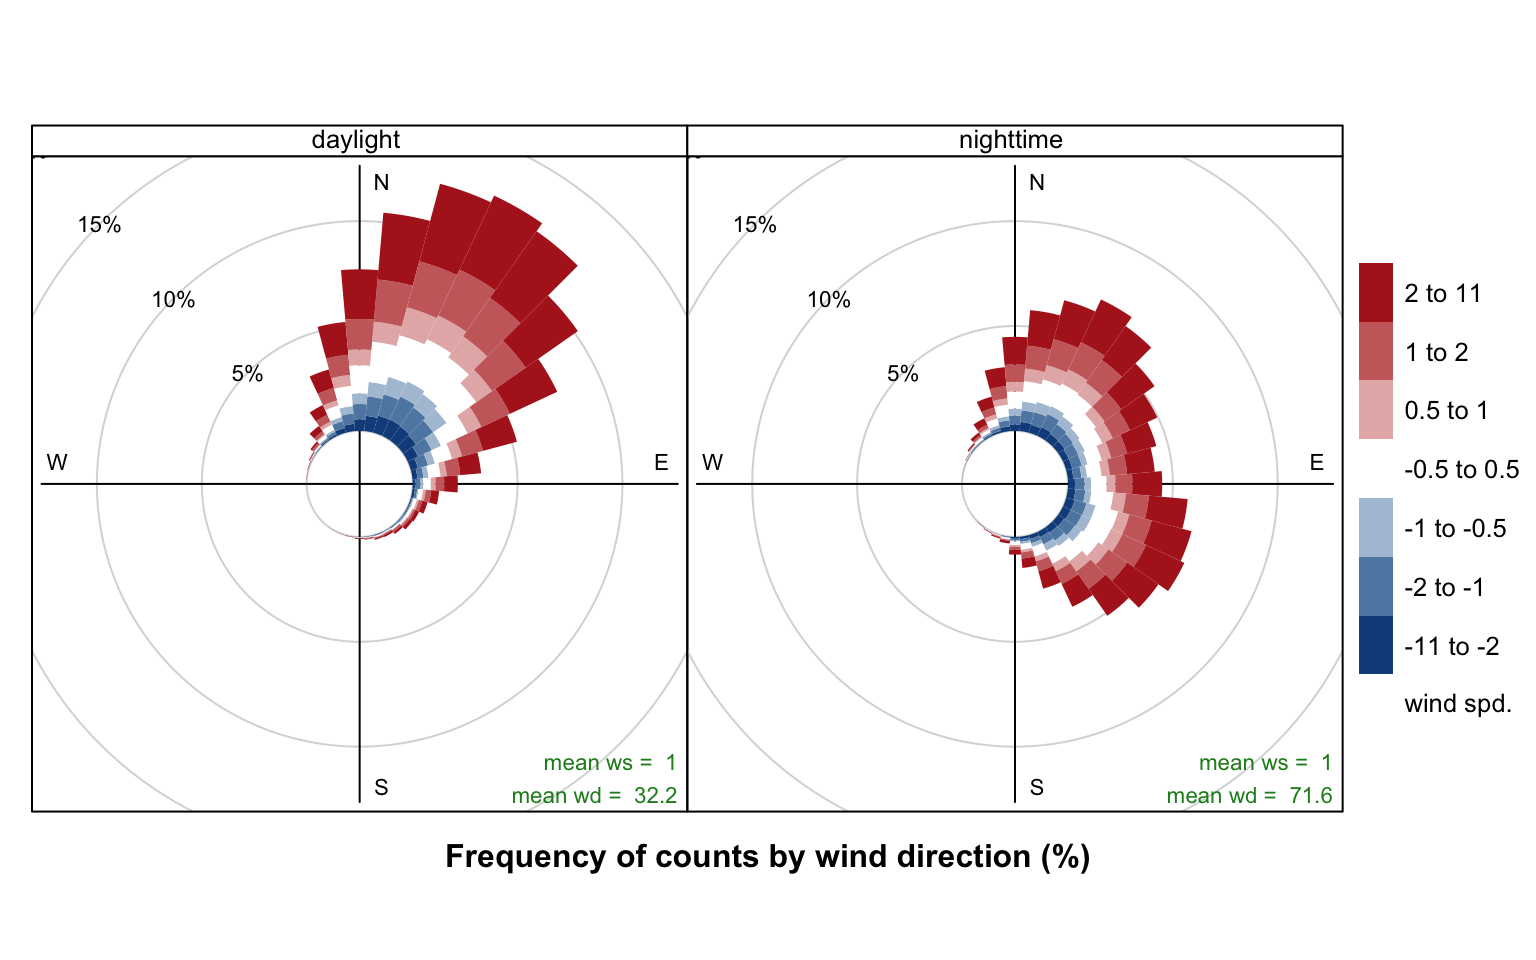 daylight
nighttime
N
15%
10%
5%
W
E
S
mean ws =  1
mean wd =  32.2
N
15%
10%
5%
W
E
S
mean ws =  1
mean wd =  71.6
2 to 11
1 to 2
0.5 to 1
-0.5 to 0.5
-1 to -0.5
-2 to -1
-11 to -2
wind spd.
Frequency of counts by wind direction (%)